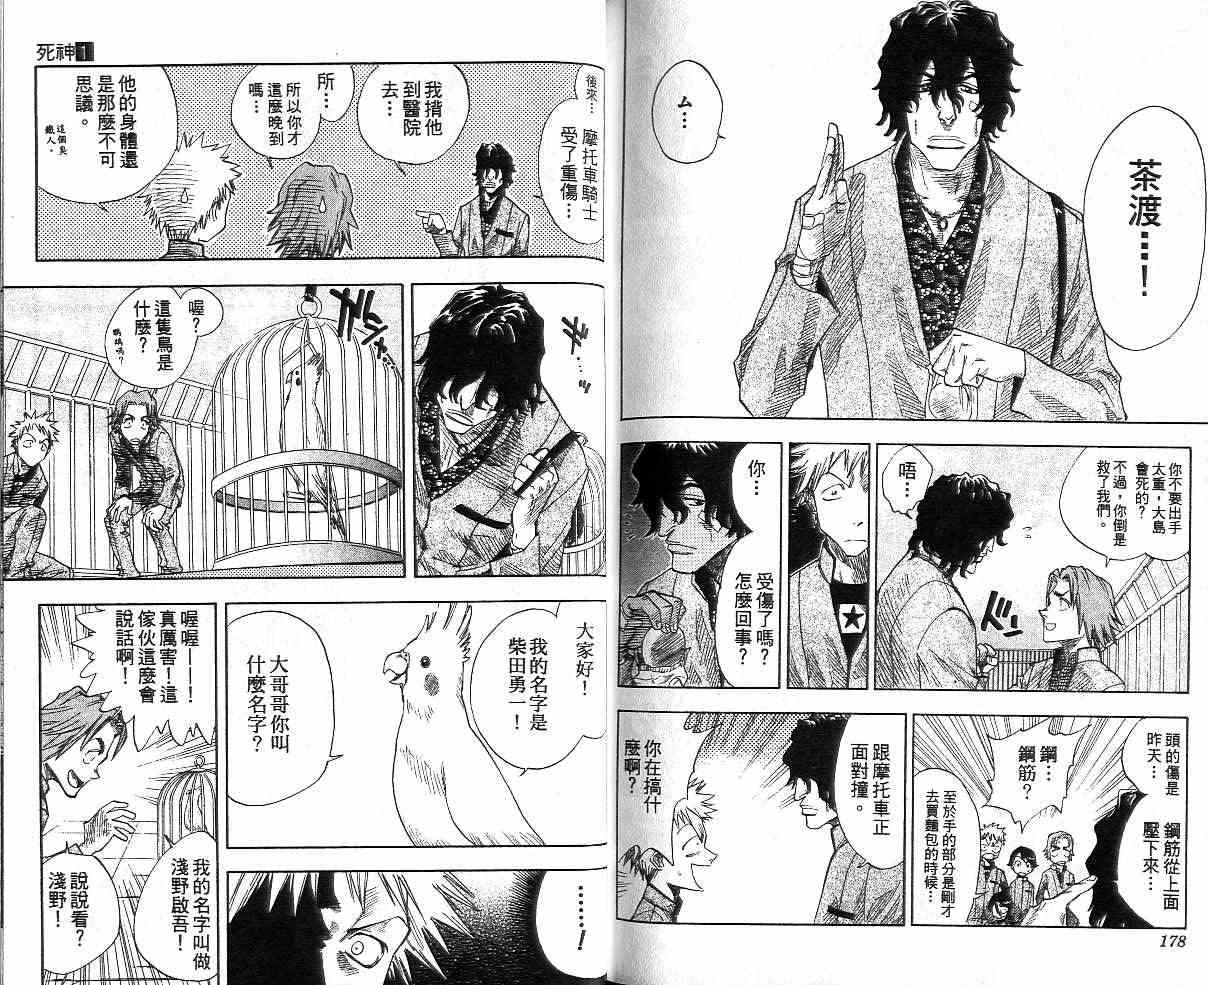 茶渡…！
ム…
你不要出手
太重，大島
會死的？
不過，你倒是
救了我們。
唔…
你…
受傷了嗎？
怎麼回事？
頭的傷是
昨天…
鋼筋從上面
壓下來…
鋼…
鋼筋？
至於手的部分是剛才
去買麵包的時候…
跟摩托車正
面對撞。
你在搞什
麼啊？
178
死神1
後來…
摩托車騎士
受了重傷…
我揹他
到醫院
去…
所…
所以你才
這麼晚到
嗎…
他的身體還
是那麼不可
思議。
這個臭
鐵人。
喔？
這隻鳥是
什麼？
鸚鵡嗎？
大家好！
我的名字是
柴田勇一！
大哥哥你叫
什麼名字？
喔喔——！
真厲害！這
傢伙這麼會
說話啊！
我的名字叫做
淺野啟吾！
說說看？
淺野！
……！